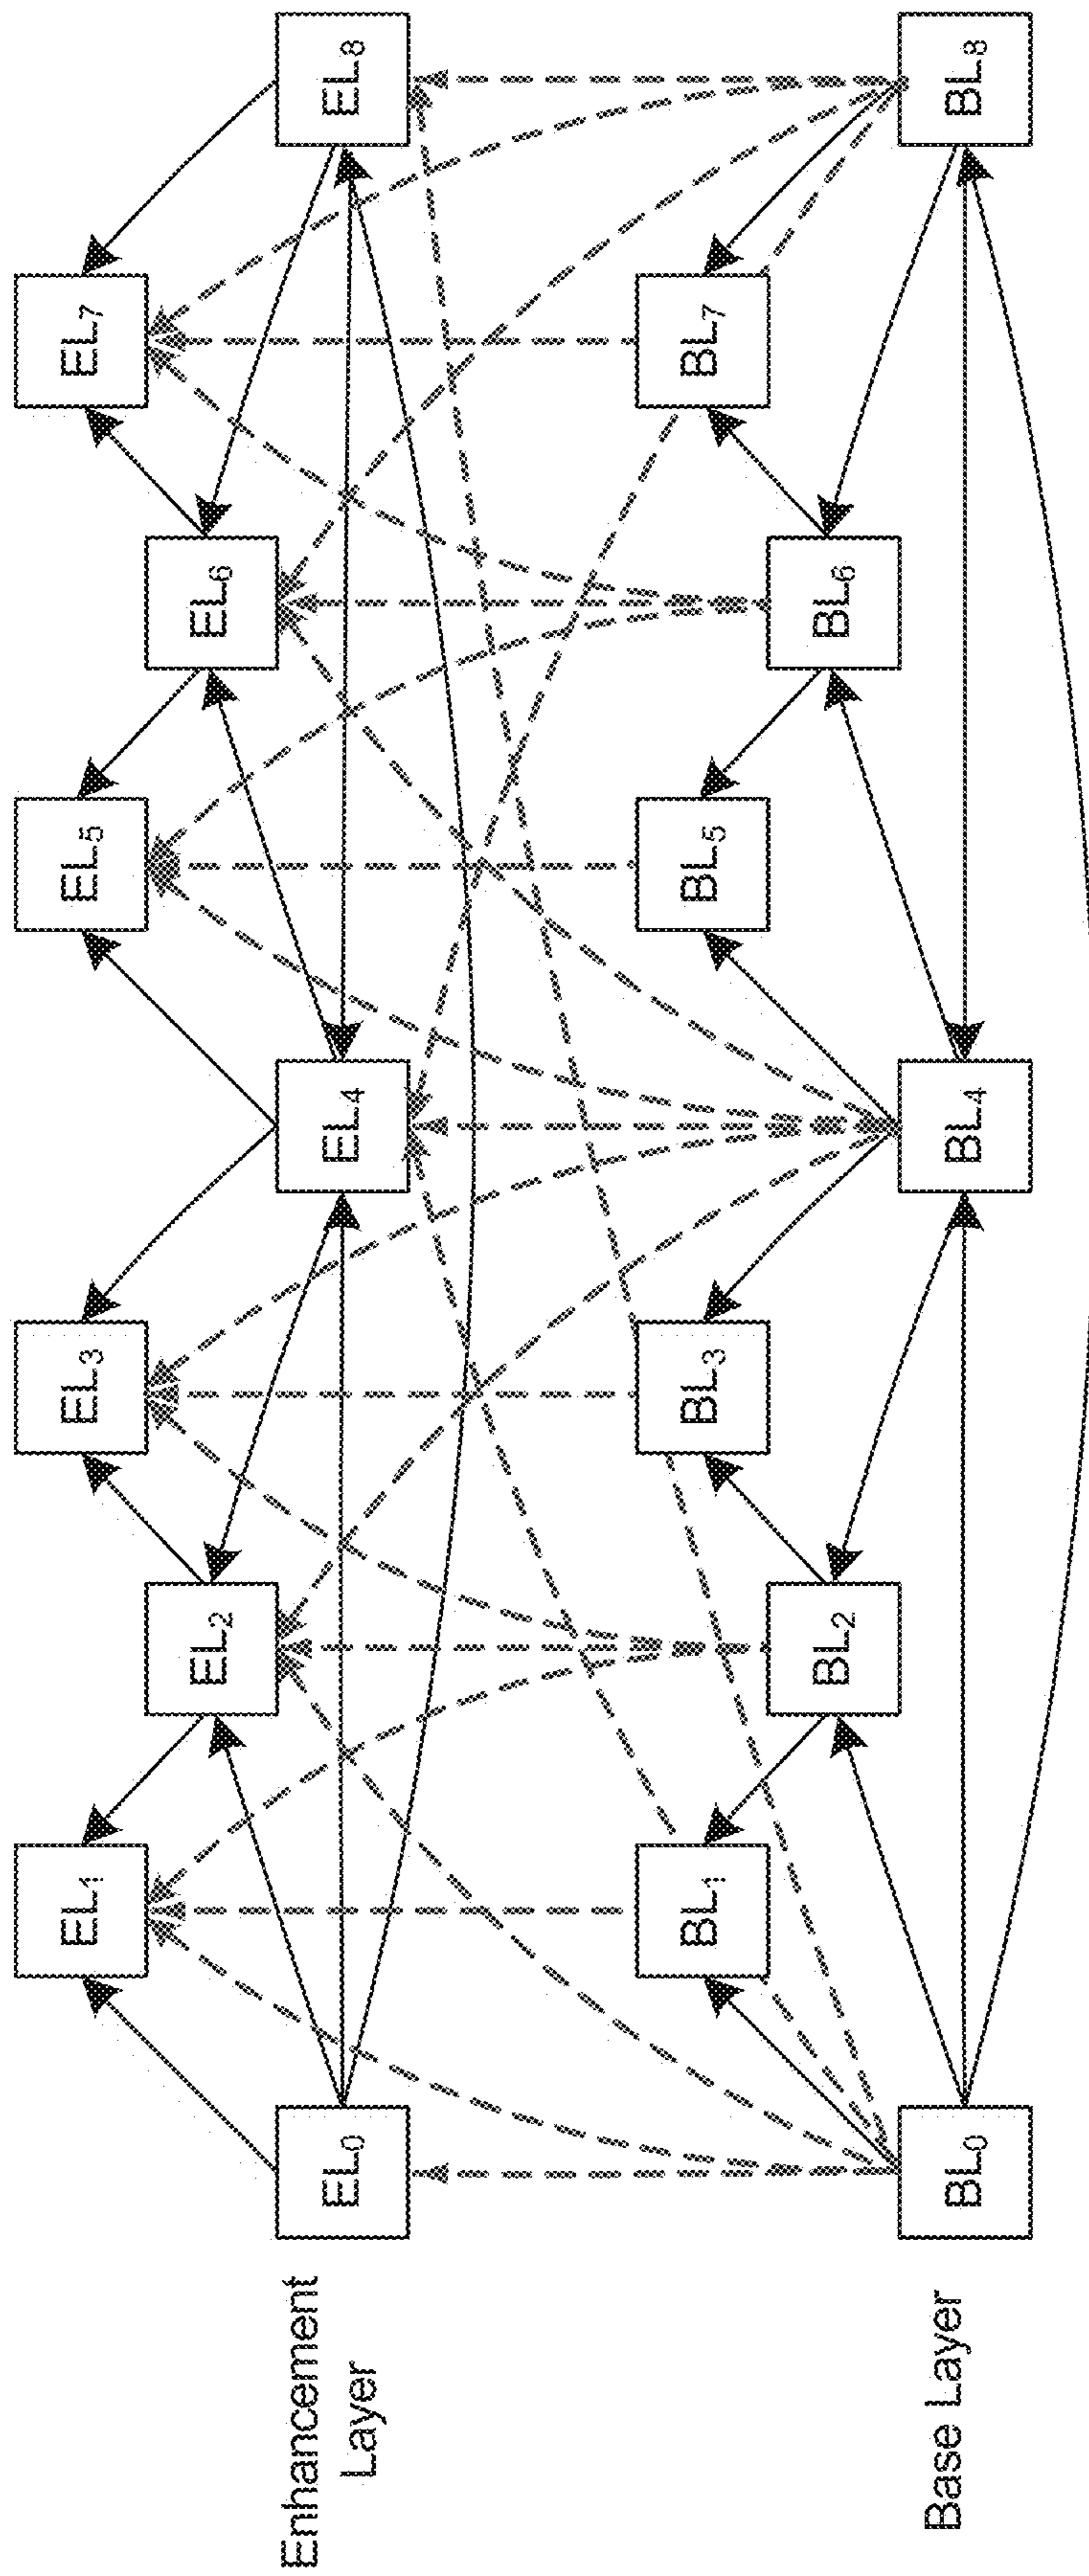 EL1
EL3
EL5
EL7
EL2
EL6
Enhancement
Layer
EL0
EL4
EL8
BL1
BL3
BL5
BL7
BL2
BL6
Base Layer
BL0
BL4
BL8